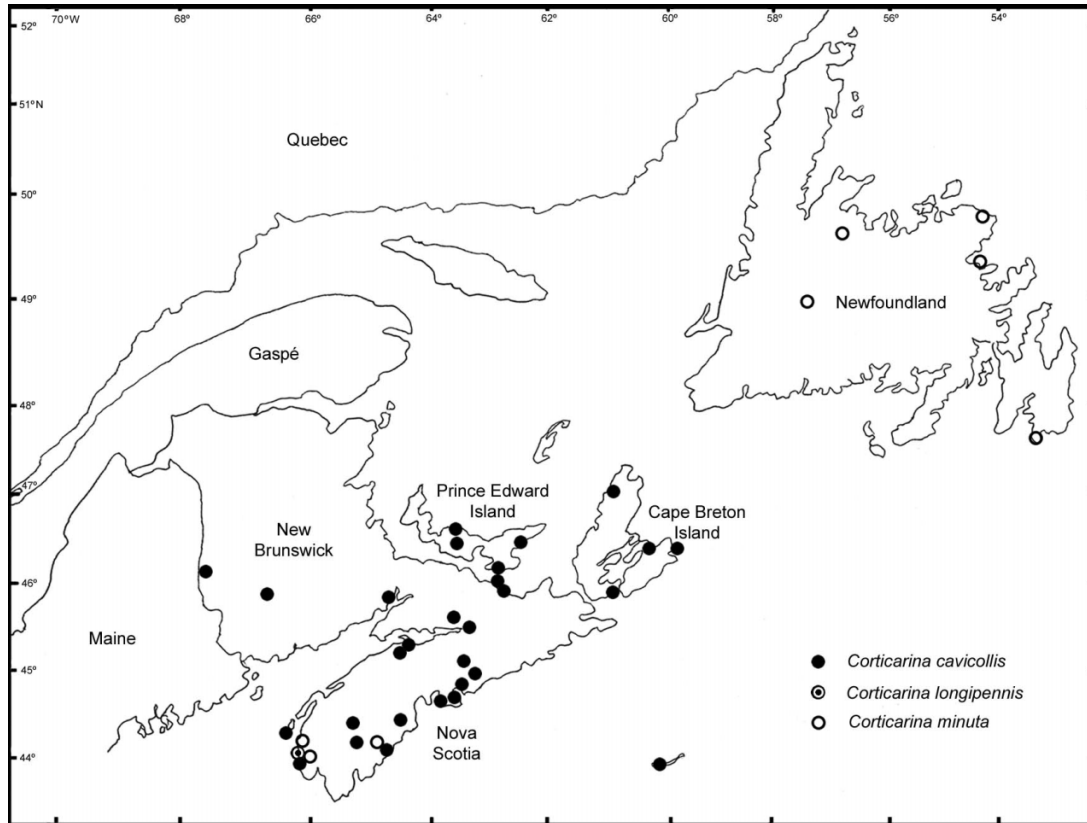 70°W 68° 66° 64° 62° 60° 58° 56° 54°
52°
51°N
Quebec
50°
49°
Newfoundland
Gaspé
48°
47°
Prince Edward
Island
Cape Breton
Island
New
Brunswick
46°
Maine
45°
Nova
Scotia
44°
Corticarina cavicollis
Corticarina longipennis
Corticarina minuta